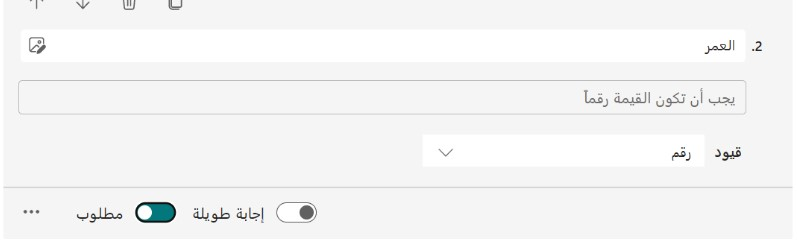 2. العمر
يجب أن تكون القيمة رقماً
قيود رقم
إجابة طويلة مطلوب